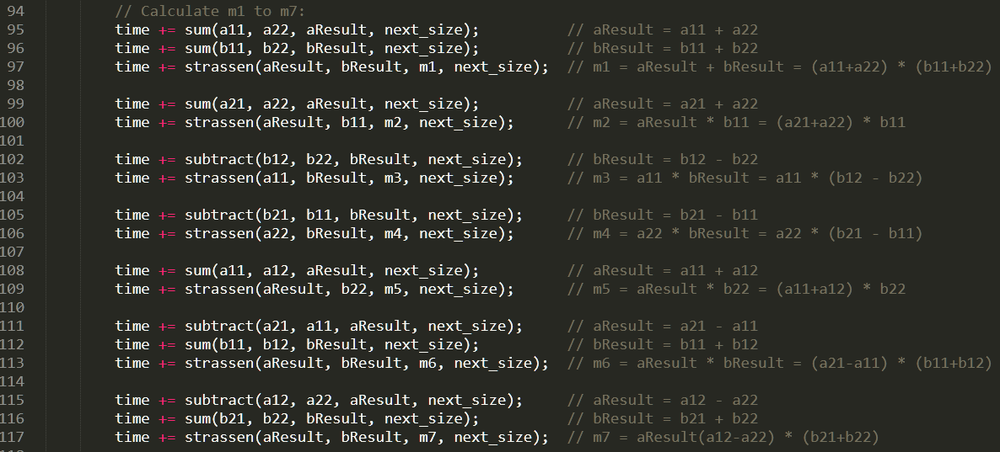 94 // Calculate m1 to m7:
95 time += sum(a11, a22, aResult, next_size); // aResult = a11 + a22
96 time += sum(b11, b22, bResult, next_size); // bResult = b11 + b22
97 time += strassen(aResult, bResult, m1, next_size); // m1 = aResult + bResult = (a11+a22) * (b11+b22)
98
99 time += sum(a21, a22, aResult, next_size); // aResult = a21 + a22
100 time += strassen(aResult, b11, m2, next_size); // m2 = aResult * b11 = (a21+a22) * b11
101
102 time += subtract(b12, b22, bResult, next_size); // bResult = b12 - b22
103 time += strassen(a11, bResult, m3, next_size); // m3 = a11 * bResult = a11 * (b12 - b22)
104
105 time += subtract(b21, b11, bResult, next_size); // bResult = b21 - b11
106 time += strassen(a22, bResult, m4, next_size); // m4 = a22 * bResult = a22 * (b21 - b11)
107
108 time += sum(a11, a12, aResult, next_size); // aResult = a11 + a12
109 time += strassen(aResult, b22, m5, next_size); // m5 = aResult * b22 = (a11+a12) * b22
110
111 time += subtract(a21, a11, aResult, next_size); // aResult = a21 - a11
112 time += sum(b11, b12, bResult, next_size); // bResult = b11 + b12
113 time += strassen(aResult, bResult, m6, next_size); // m6 = aResult * bResult = (a21-a11) * (b11+b12)
114
115 time += subtract(a12, a22, aResult, next_size); // aResult = a12 - a22
116 time += sum(b21, b22, bResult, next_size); // bResult = b21 + b22
117 time += strassen(aResult, bResult, m7, next_size); // m7 = aResult(a12-a22) * (b21+b22)